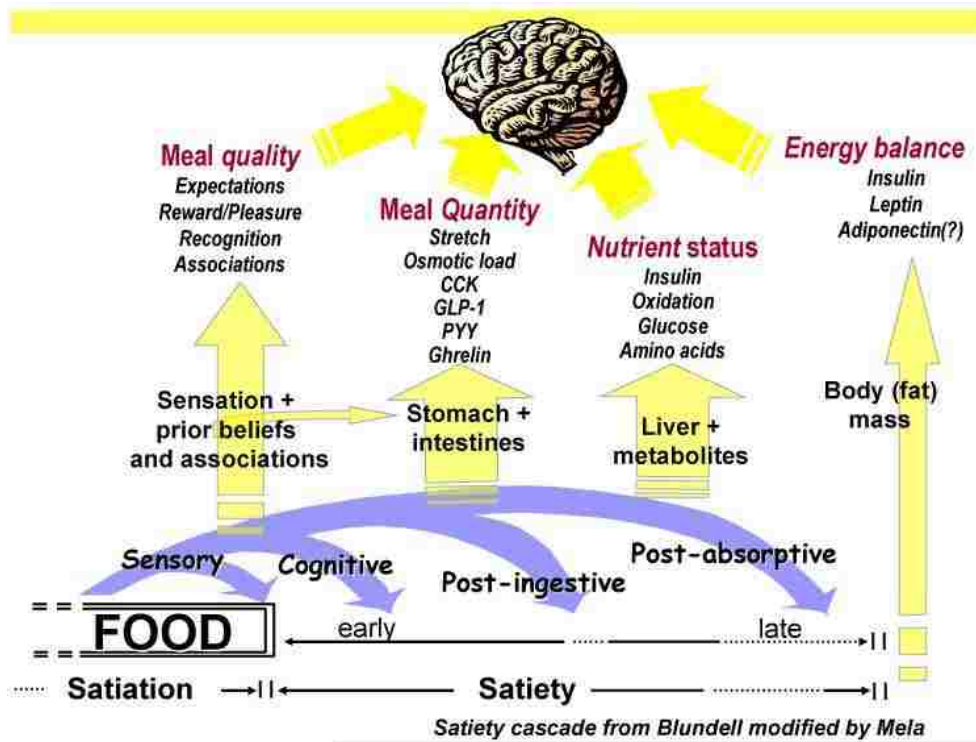 Meal quality
Expectations
Reward/Pleasure
Recognition
Associations
Meal Quantity
Stretch
Osmotic load
CCK
GLP-1
PYY
Ghrelin
Nutrient status
Insulin
Oxidation
Glucose
Amino acids
Energy balance
Insulin
Leptin
Adiponectin(?)
Sensation +
prior beliefs
and associations
Stomach +
intestines
Liver +
metabolites
Body (fat)
mass
Sensory
Cognitive
Post-ingestive
Post-absorptive
FOOD
early
late
Satiation
Satiety
Satiety cascade from Blundell modified by Mela